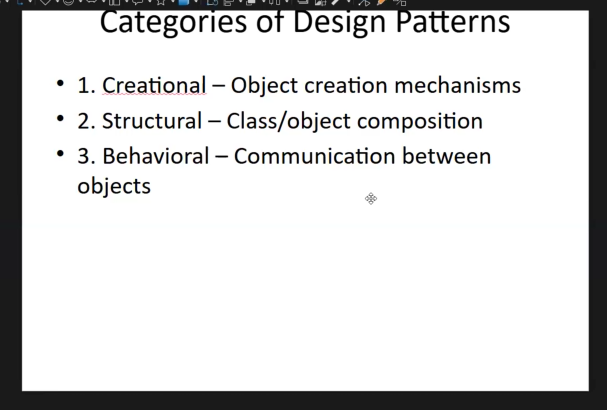 Categories of Design Patterns
• 1. Creational – Object creation mechanisms
• 2. Structural – Class/object composition
• 3. Behavioral – Communication between
objects